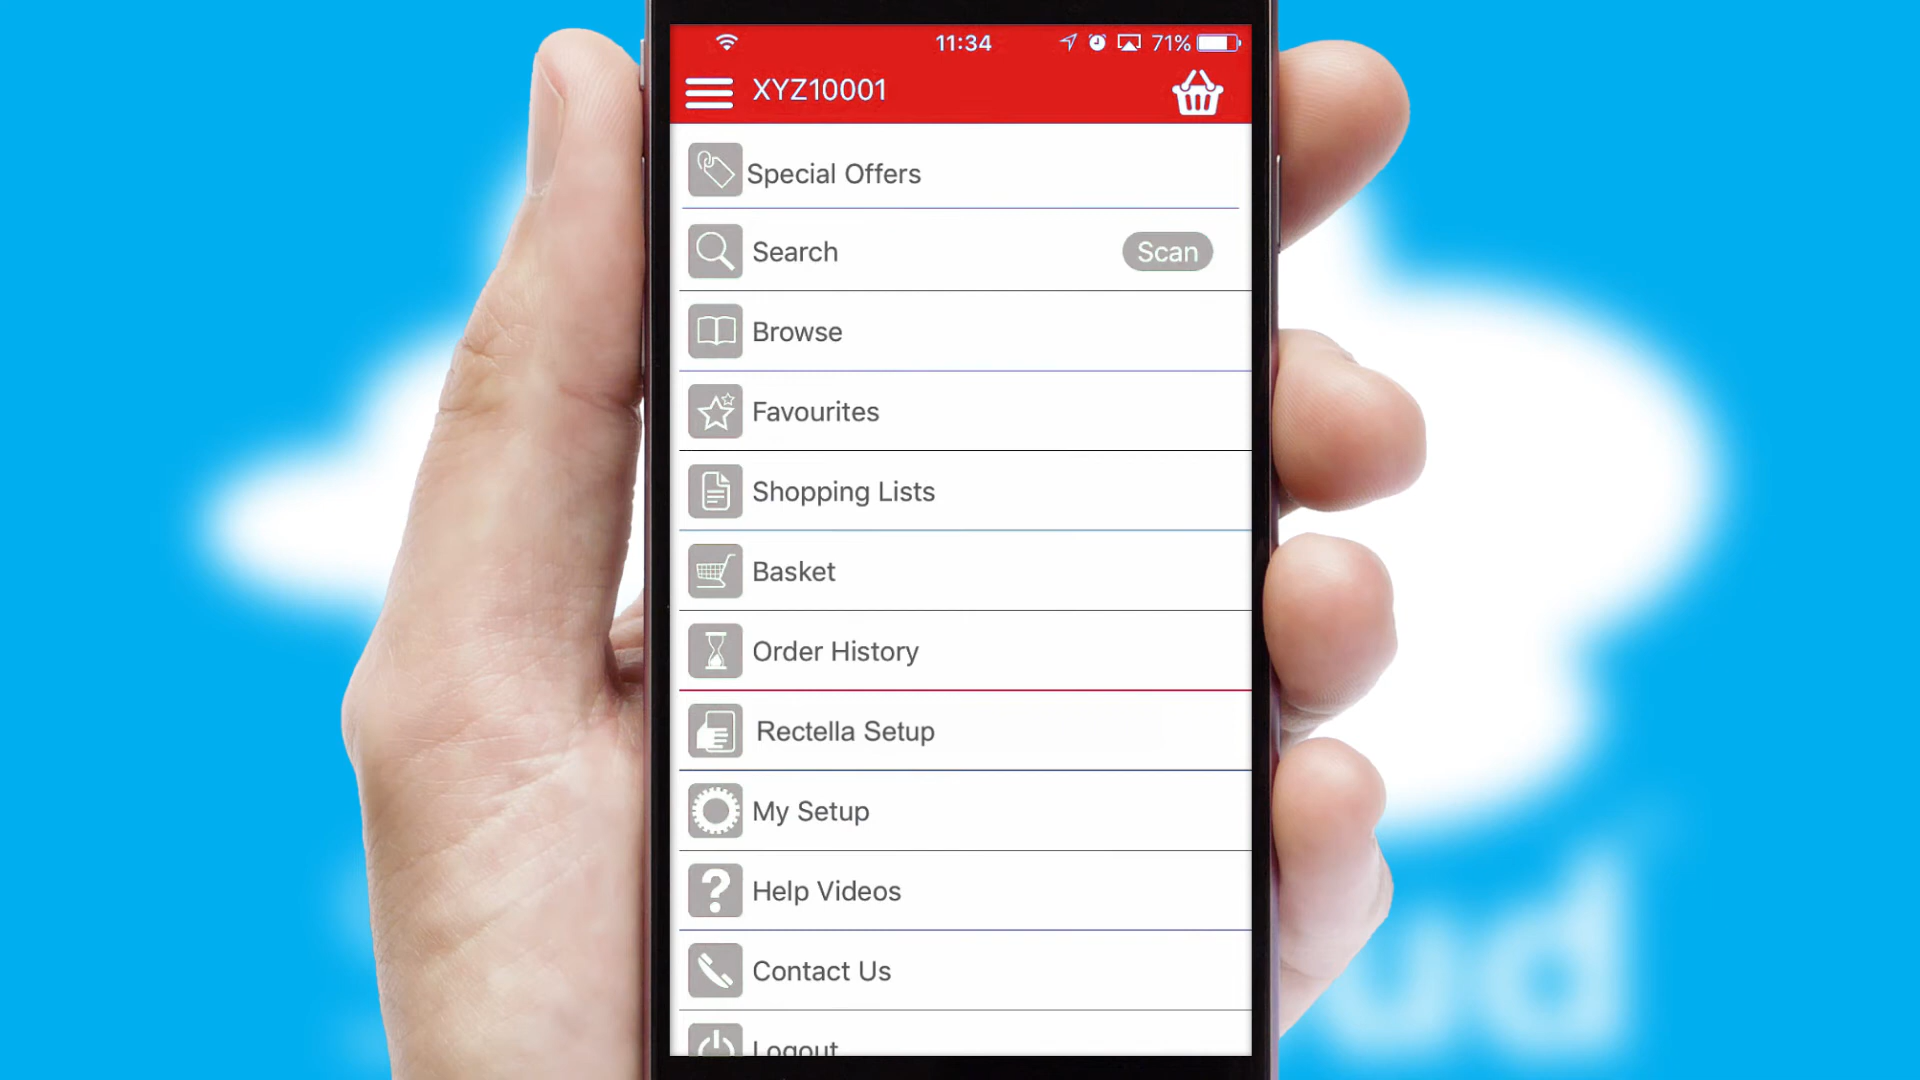 11:34
71%
XYZ10001
Special Offers
Search
Scan
Browse
Favourites
Shopping Lists
Basket
Order History
Rectella Setup
My Setup
Help Videos
Contact Us
Logout